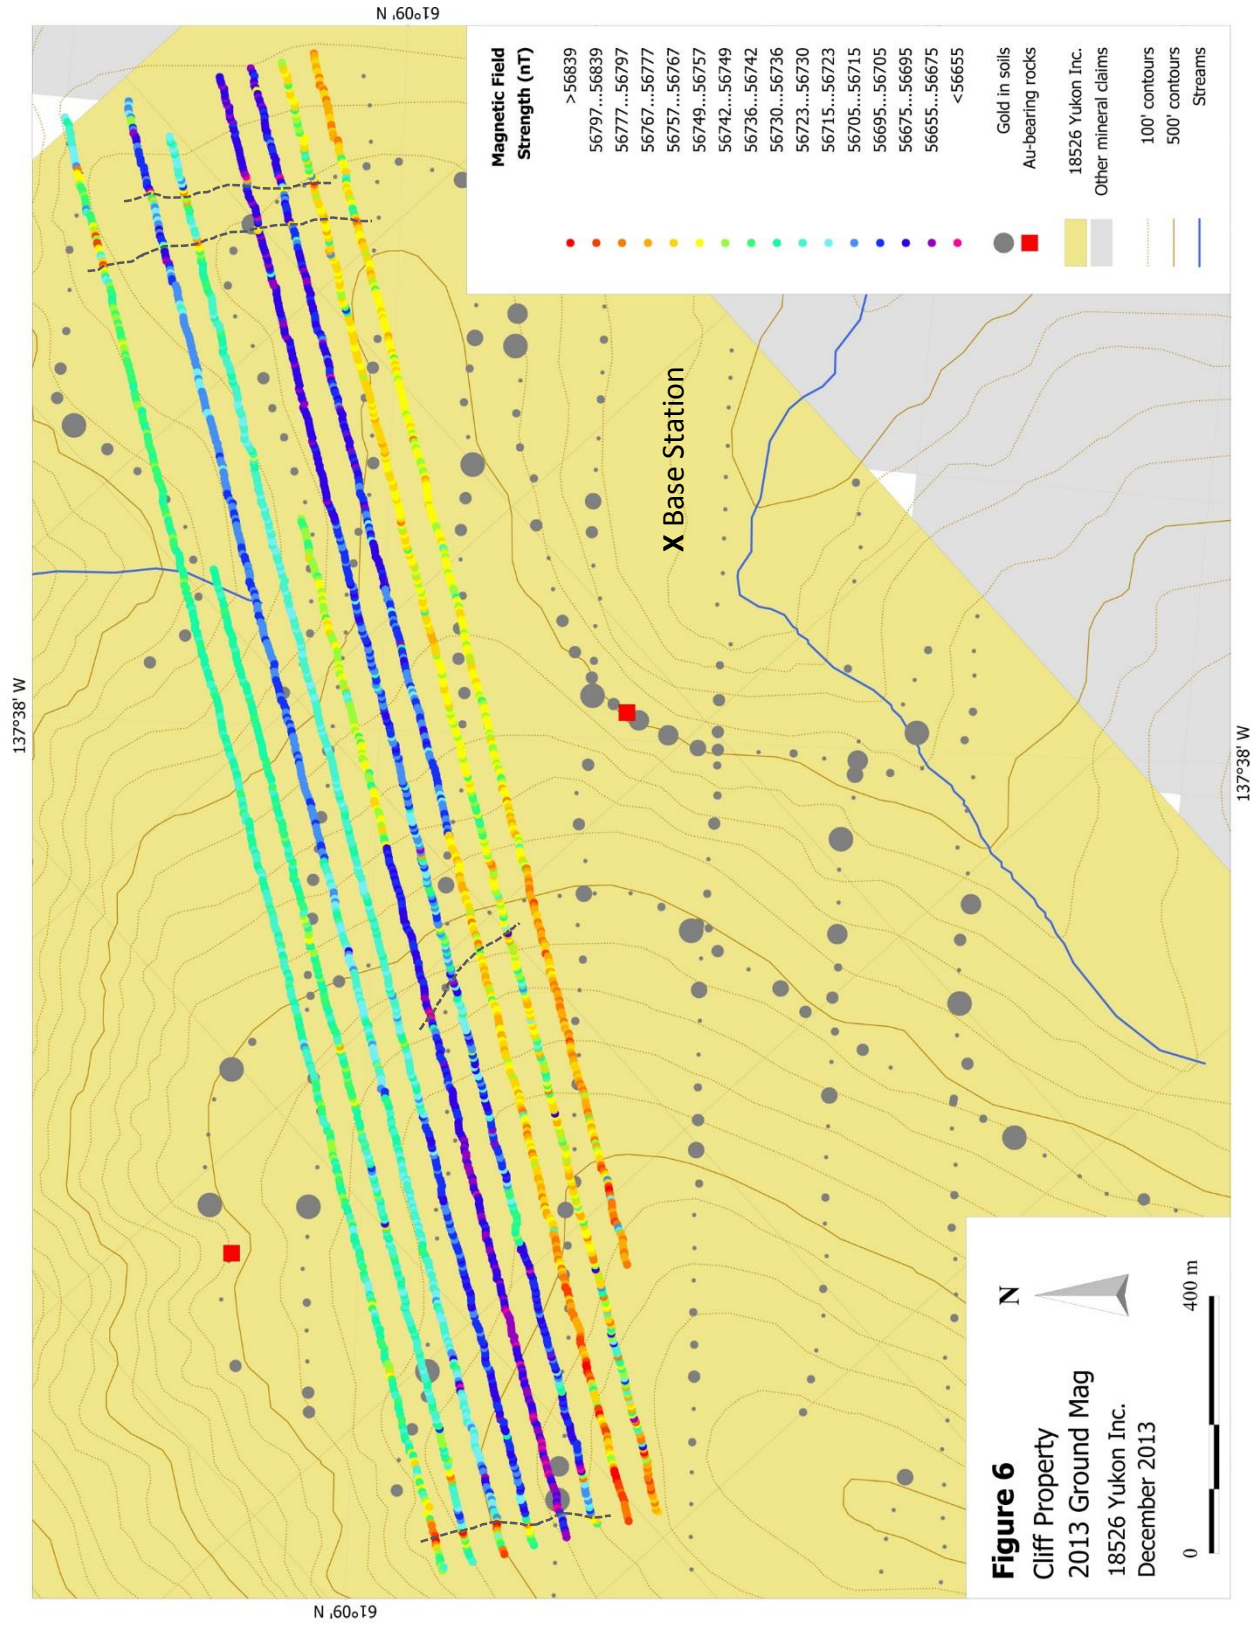 61°09' N
137°38' W
Magnetic Field
Strength (nT)
>56839
56797...56839
56777...56797
56767...56777
56757...56767
56749...56757
56742...56749
56736...56742
56730...56736
56723...56730
56715...56723
56705...56715
56695...56705
56675...56695
56655...56675
<56655
Gold in soils
Au-bearing rocks
18526 Yukon Inc.
Other mineral claims
100' contours
500' contours
Streams
X Base Station
137°38' W
N
0
400 m
Figure 6
Cliff Property
2013 Ground Mag
18526 Yukon Inc.
December 2013
61°09' N